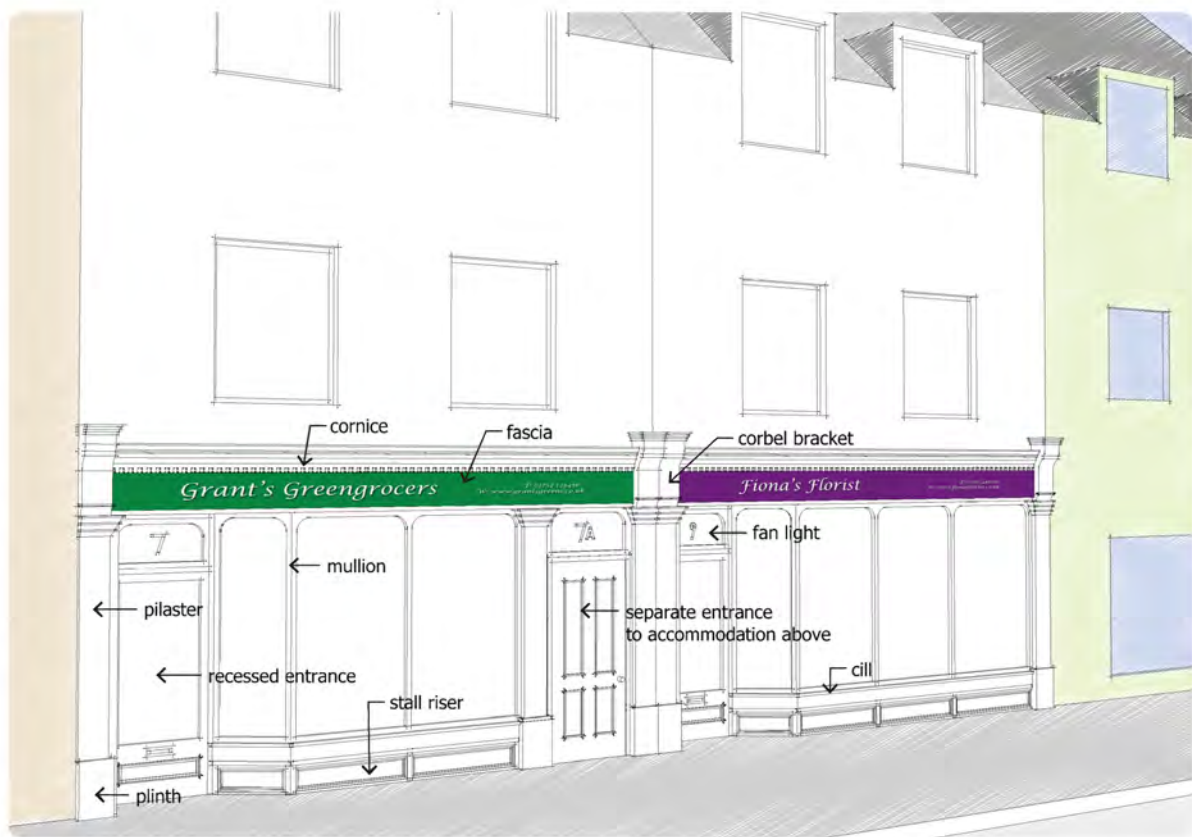 cornice
fascia
corbel bracket
Grant's Greengrocers
Fiona's Florist
7
7A
9
fan light
mullion
pilaster
separate entrance
to accommodation above
recessed entrance
cill
stall riser
plinth